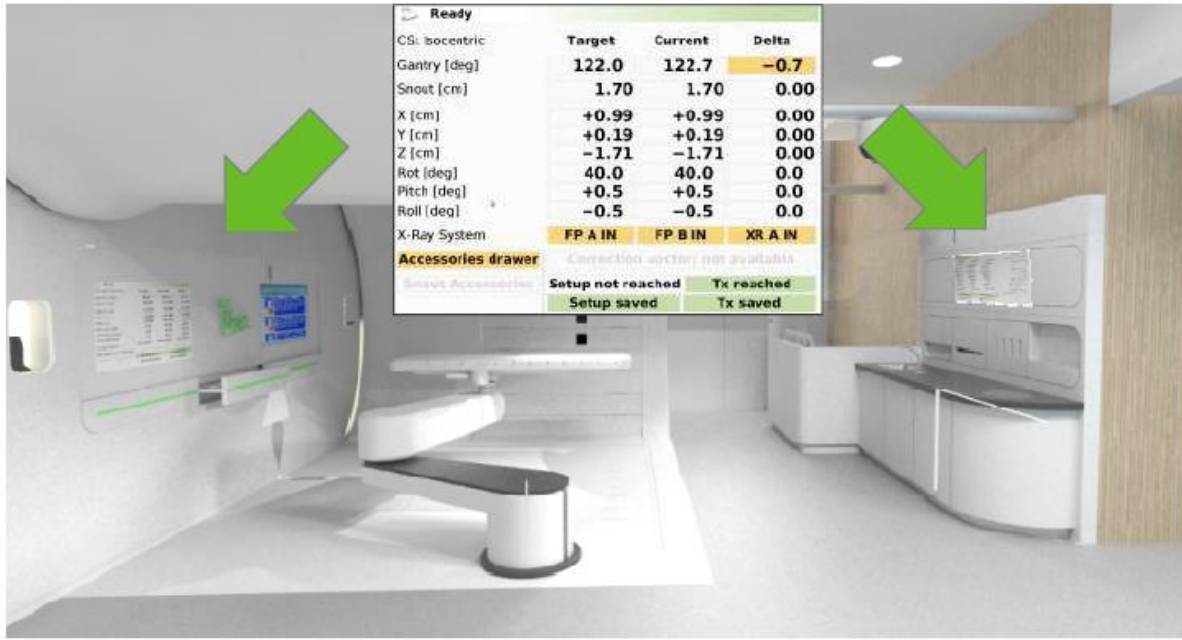 Ready
CS: Isocentric Target Current Delta
Gantry [deg] 122.0 122.7 −0.7
Snout [cm] 1.70 1.70 0.00
X [cm] +0.99 +0.99 0.00
Y [cm] +0.19 +0.19 0.00
Z [cm] −1.71 −1.71 0.00
Rot [deg] 40.0 40.0 0.0
Pitch [deg] +0.5 +0.5 0.0
Roll [deg] −0.5 −0.5 0.0
X-Ray System FP A IN FP B IN XR A IN
Accessories drawer Correction vector: not available
Snout Accessories Setup not reached Tx reached
Setup saved Tx saved